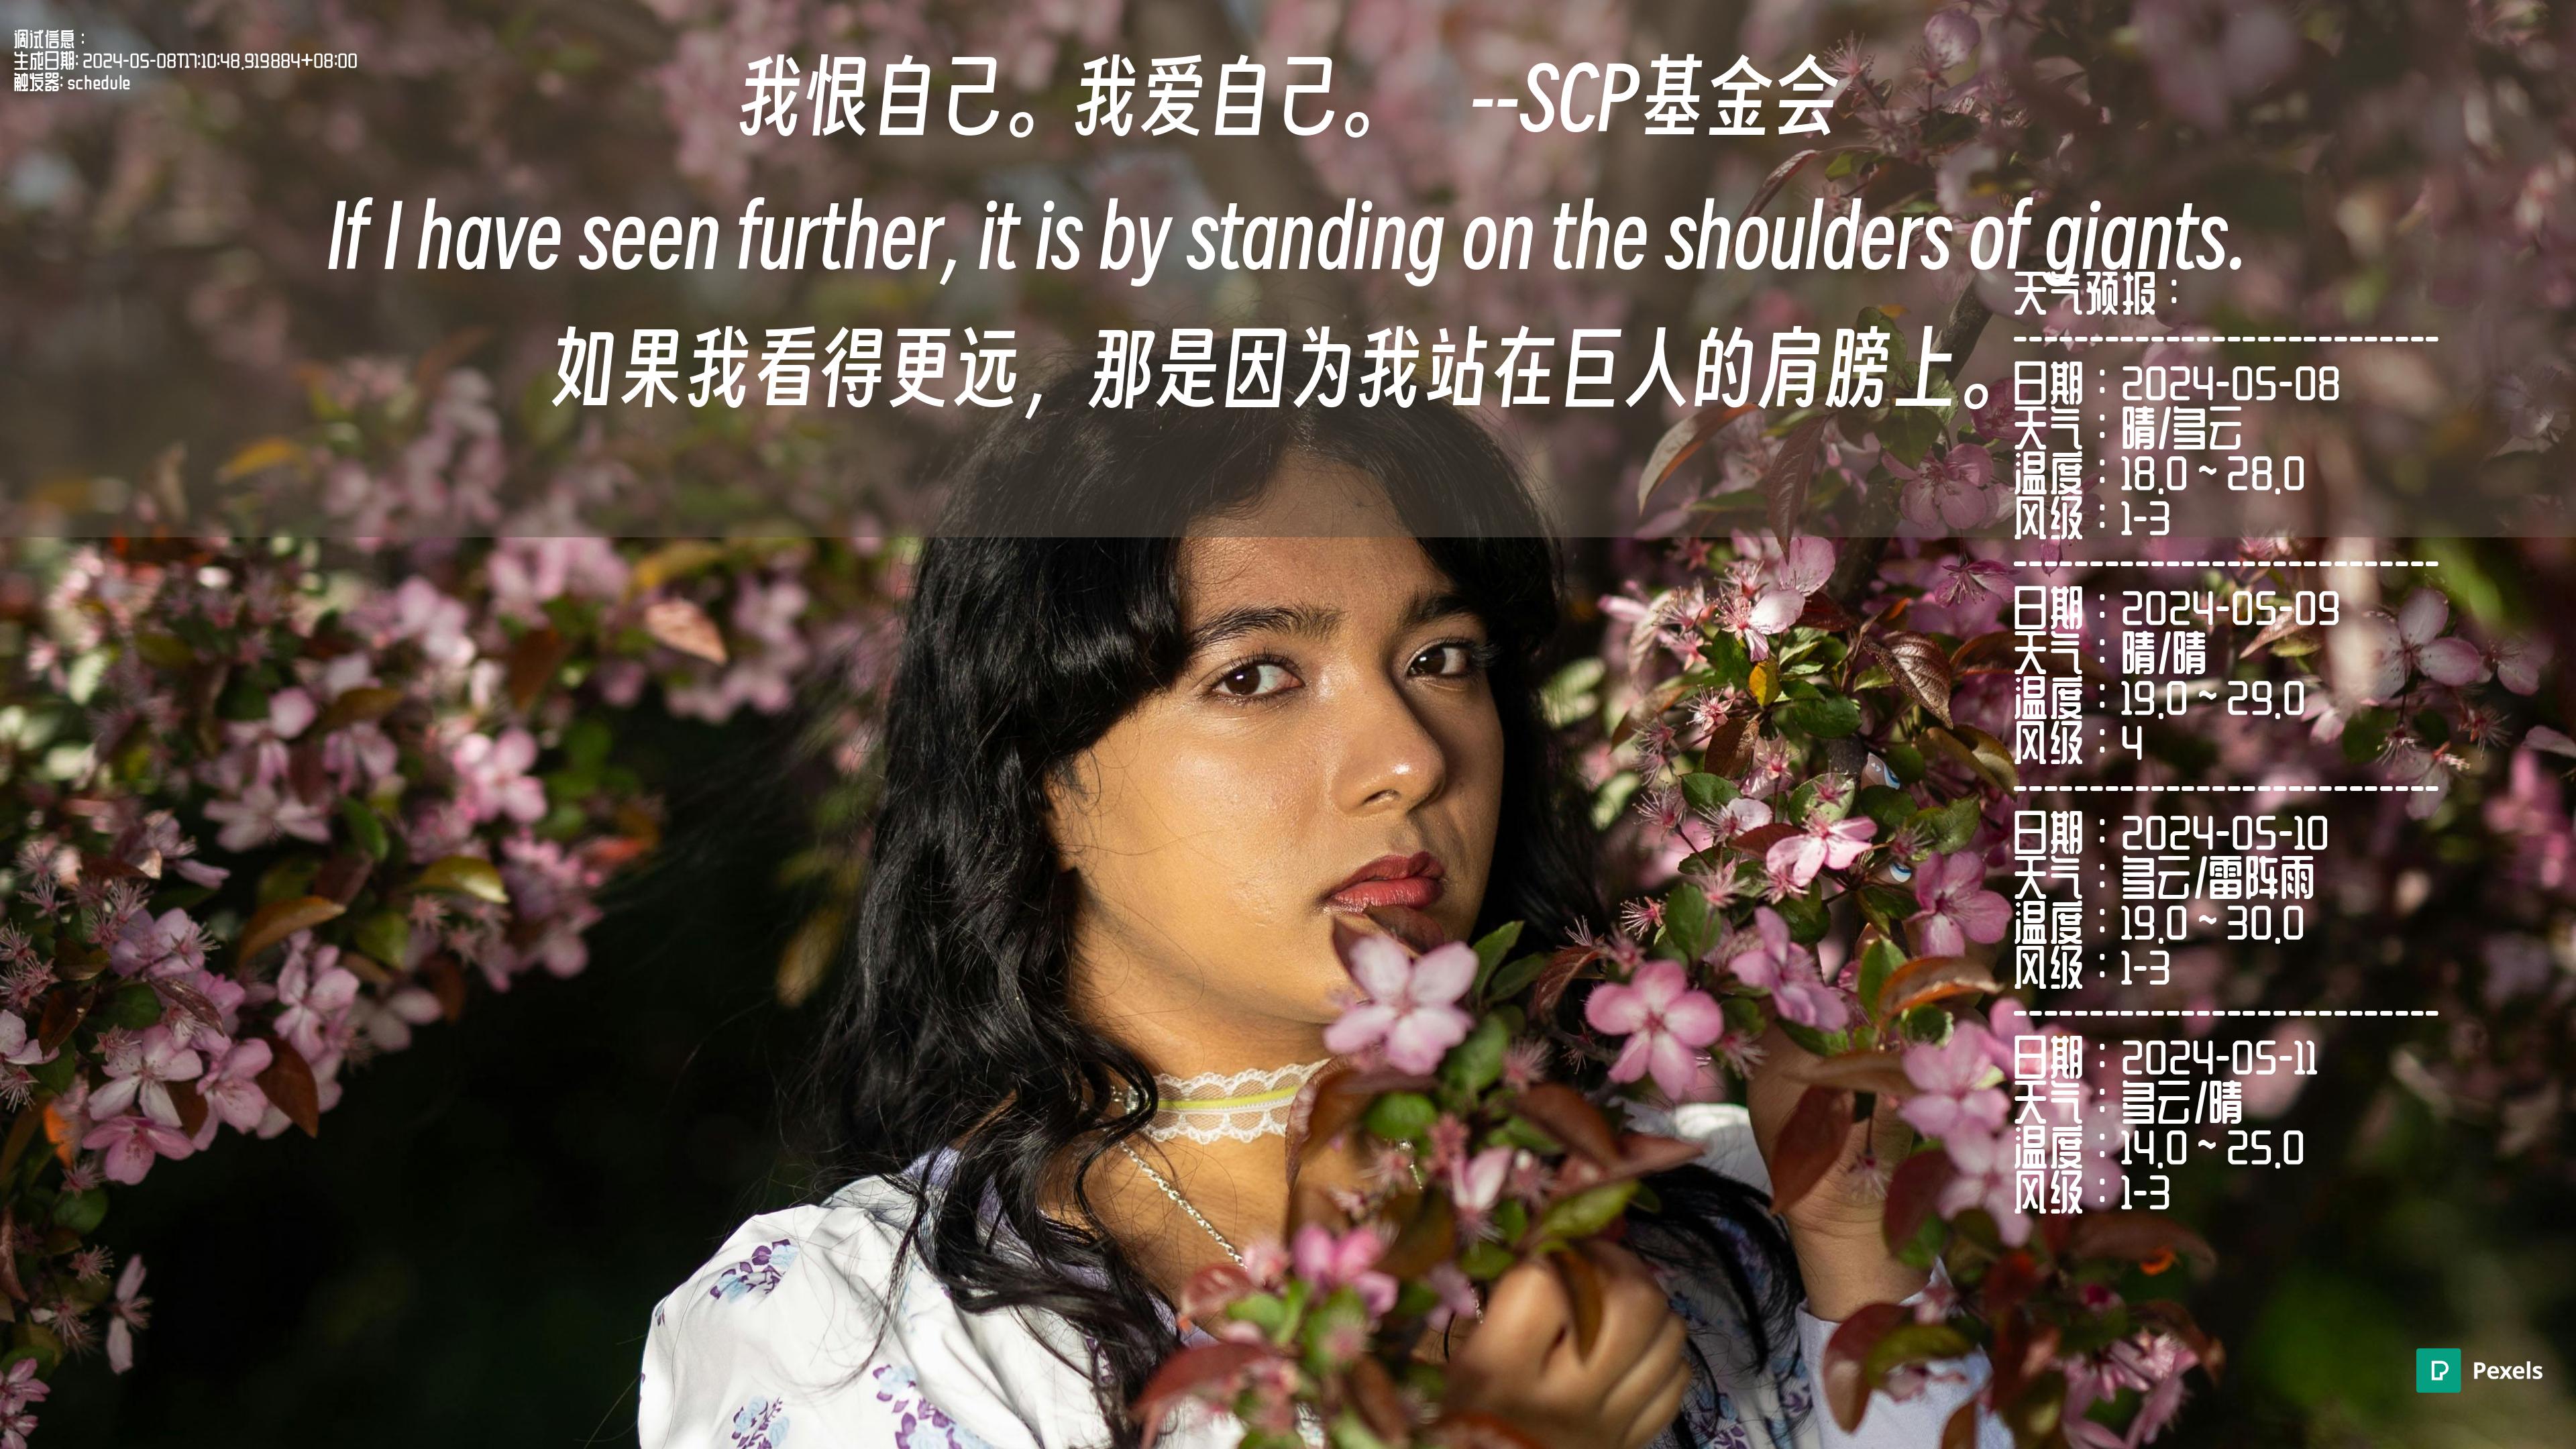 调试信息：
生成日期: 2024-05-08T17:10:48.919884+08:00
触发器: schedule
我恨自己。我爱自己。 --SCP基金会
If I have seen further, it is by standing on the shoulders of giants.
如果我看得更远，那是因为我站在巨人的肩膀上。
天气预报：
------------------------------
日期：2024-05-08
天气：晴/多云
温度：18.0 ~ 28.0
风级：1-3
------------------------------
日期：2024-05-09
天气：晴/晴
温度：19.0 ~ 29.0
风级：4
------------------------------
日期：2024-05-10
天气：多云/雷阵雨
温度：19.0 ~ 30.0
风级：1-3
------------------------------
日期：2024-05-11
天气：多云/晴
温度：14.0 ~ 25.0
风级：1-3
Pexels